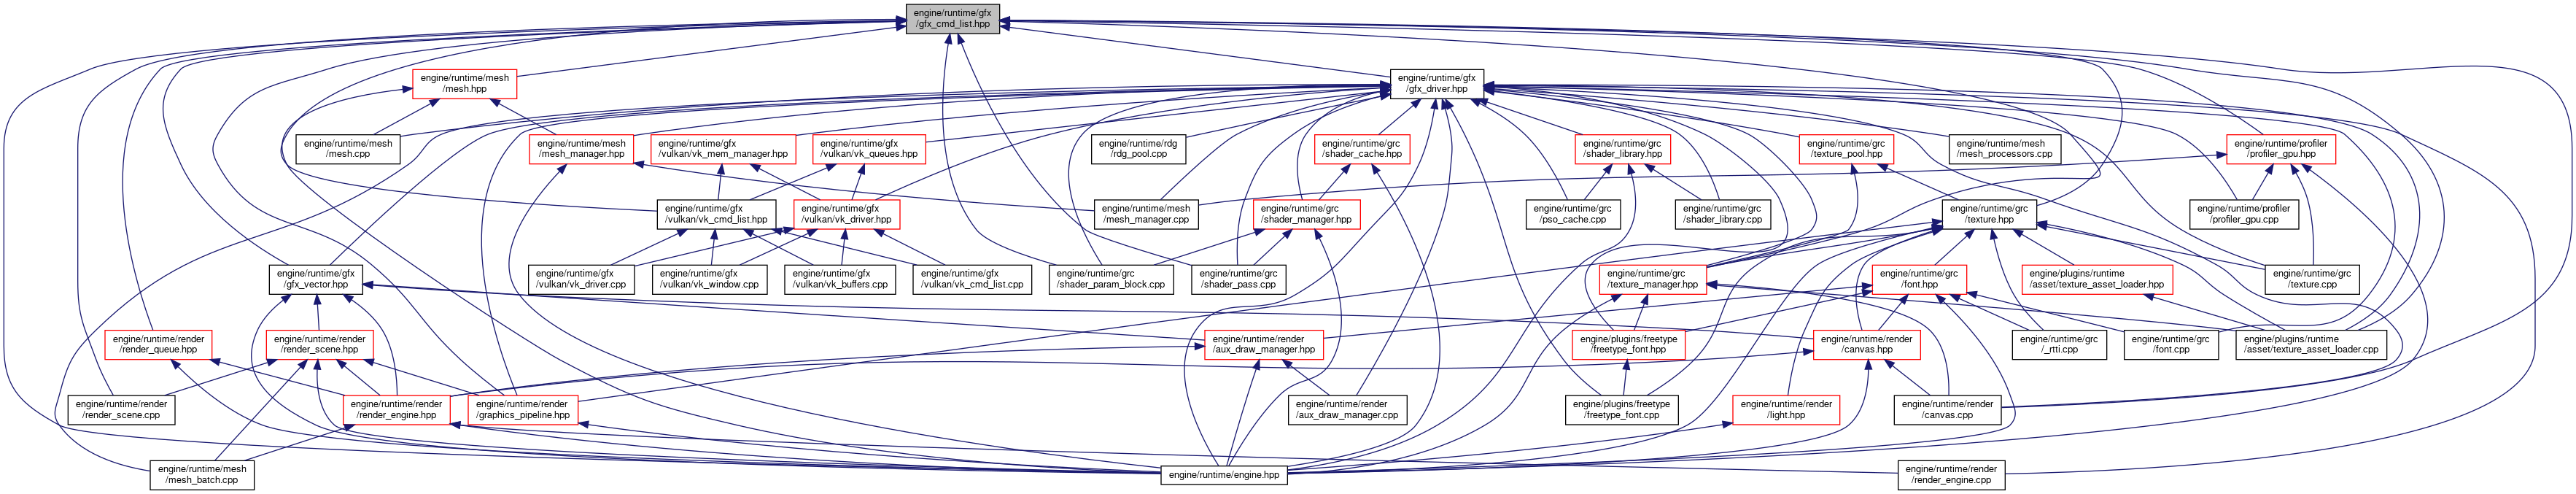 engine/runtime/gfx
/gfx_cmd_list.hpp
engine/runtime/mesh
/mesh.hpp
engine/runtime/gfx
/gfx_driver.hpp
engine/runtime/mesh
/mesh.cpp
engine/runtime/mesh
/mesh_manager.hpp
engine/runtime/gfx
/vulkan/vk_mem_manager.hpp
engine/runtime/gfx
/vulkan/vk_queues.hpp
engine/runtime/rdg
/rdg_pool.cpp
engine/runtime/grc
/shader_cache.hpp
engine/runtime/grc
/shader_library.hpp
engine/runtime/grc
/texture_pool.hpp
engine/runtime/mesh
/mesh_processors.cpp
engine/runtime/profiler
/profiler_gpu.hpp
engine/runtime/gfx
/vulkan/vk_cmd_list.hpp
engine/runtime/gfx
/vulkan/vk_driver.hpp
engine/runtime/mesh
/mesh_manager.cpp
engine/runtime/grc
/shader_manager.hpp
engine/runtime/grc
/pso_cache.cpp
engine/runtime/grc
/shader_library.cpp
engine/runtime/grc
/texture.hpp
engine/runtime/profiler
/profiler_gpu.cpp
engine/runtime/gfx
/gfx_vector.hpp
engine/runtime/gfx
/vulkan/vk_driver.cpp
engine/runtime/gfx
/vulkan/vk_window.cpp
engine/runtime/gfx
/vulkan/vk_buffers.cpp
engine/runtime/gfx
/vulkan/vk_cmd_list.cpp
engine/runtime/grc
/shader_param_block.cpp
engine/runtime/grc
/shader_pass.cpp
engine/runtime/grc
/texture_manager.hpp
engine/runtime/grc
/font.hpp
engine/plugins/runtime
/asset/texture_asset_loader.hpp
engine/runtime/grc
/texture.cpp
engine/runtime/render
/render_queue.hpp
engine/runtime/render
/render_scene.hpp
engine/runtime/render
/aux_draw_manager.hpp
engine/plugins/freetype
/freetype_font.hpp
engine/runtime/render
/canvas.hpp
engine/runtime/grc
/_rtti.cpp
engine/runtime/grc
/font.cpp
engine/plugins/runtime
/asset/texture_asset_loader.cpp
engine/runtime/render
/render_scene.cpp
engine/runtime/render
/render_engine.hpp
engine/runtime/render
/graphics_pipeline.hpp
engine/runtime/render
/aux_draw_manager.cpp
engine/plugins/freetype
/freetype_font.cpp
engine/runtime/render
/light.hpp
engine/runtime/render
/canvas.cpp
engine/runtime/mesh
/mesh_batch.cpp
engine/runtime/engine.hpp
engine/runtime/render
/render_engine.cpp